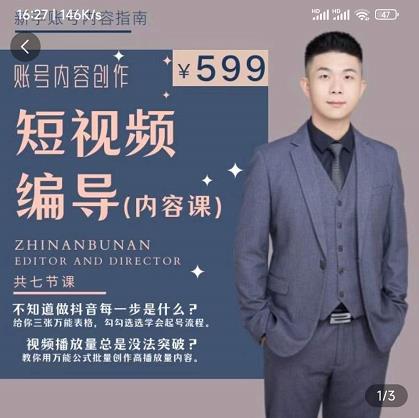 16:27 | 146K/s
47
新手账号内容指南
账号内容创作
¥599
短视频
编导(内容课)
ZHINANBUNAN
EDITOR AND DIRECTOR
共七节课
不知道做抖音每一步是什么?
给你三张万能表格,勾勾选选学会起号流程。
视频播放量总是没法突破?
教你用万能公式批量创作高播放量内容。
1/3